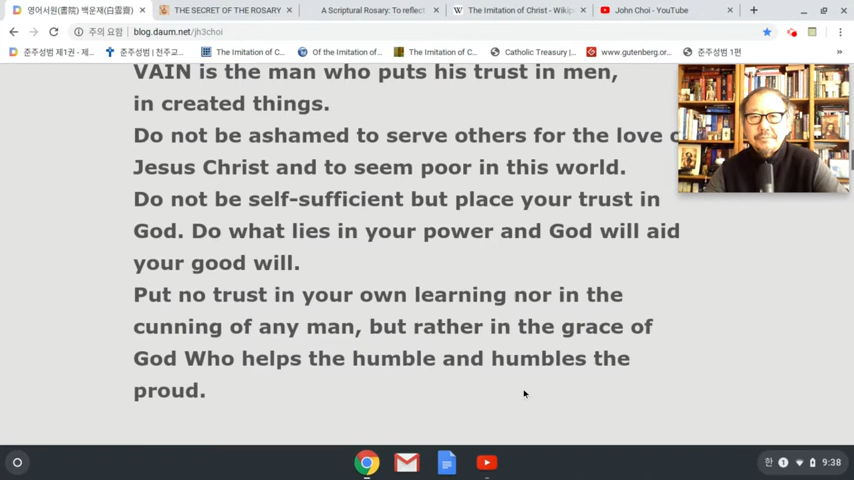 영어서원(書院) 백운재(白雲齋)
THE SECRET OF THE ROSARY
A Scriptural Rosary: To reflect
The Imitation of Christ - Wikip
John Choi - YouTube
주의 요함 | blog.daum.net/jh3choi
준주성범 제1권 - 제...
준주성범 | 천주교...
The Imitation of C...
Of the Imitation of...
The Imitation of C...
Catholic Treasury |...
www.gutenberg.org...
준주성범 1편
»
VAIN is the man who puts his trust in men,
in created things.
Do not be ashamed to serve others for the love o
Jesus Christ and to seem poor in this world.
Do not be self-sufficient but place your trust in
God. Do what lies in your power and God will aid
your good will.
Put no trust in your own learning nor in the
cunning of any man, but rather in the grace of
God Who helps the humble and humbles the
proud.
한 1 9:38